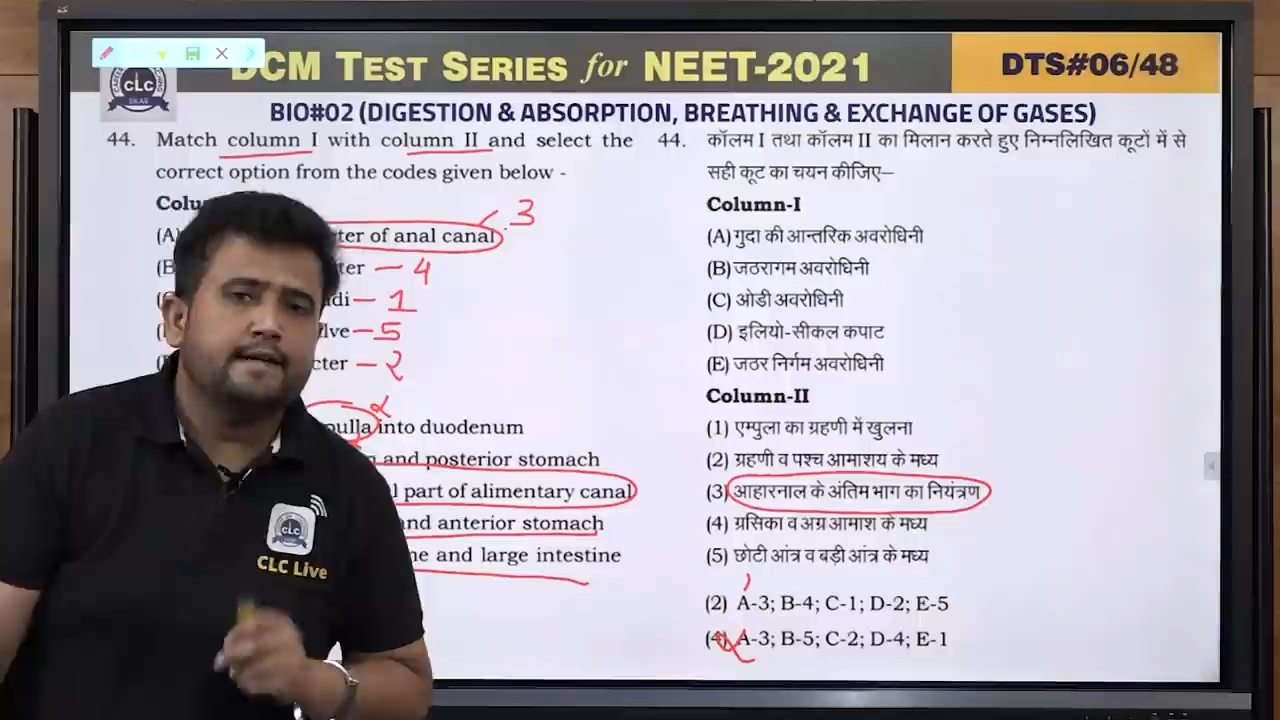 DCM TEST SERIES for NEET-2021
DTS#06/48
CLC
SIKAR
BIO#02 (DIGESTION & ABSORPTION, BREATHING & EXCHANGE OF GASES)
44. Match column I with column II and select the
correct option from the codes given below -
Colu
(A) ter of anal canal 3
(B ter — 4
di — 1
lve — 5
cter — 2
pulla into duodenum
and posterior stomach
l part of alimentary canal
and anterior stomach
ne and large intestine
44. कॉलम I तथा कॉलम II का मिलान करते हुए निम्नलिखित कूटों में से
सही कूट का चयन कीजिए–
Column-I
(A) गुदा की आन्तरिक अवरोधिनी
(B) जठरागम अवरोधिनी
(C) ओडी अवरोधिनी
(D) इलियो-सीकल कपाट
(E) जठर निर्गम अवरोधिनी
Column-II
(1) एम्पुला का ग्रहणी में खुलना
(2) ग्रहणी व पश्च आमाशय के मध्य
(3) आहारनाल के अंतिम भाग का नियंत्रण
(4) ग्रसिका व अग्र आमाश के मध्य
(5) छोटी आंत्र व बड़ी आंत्र के मध्य
(2) A-3; B-4; C-1; D-2; E-5
(4) A-3; B-5; C-2; D-4; E-1
CLC
CLC Live